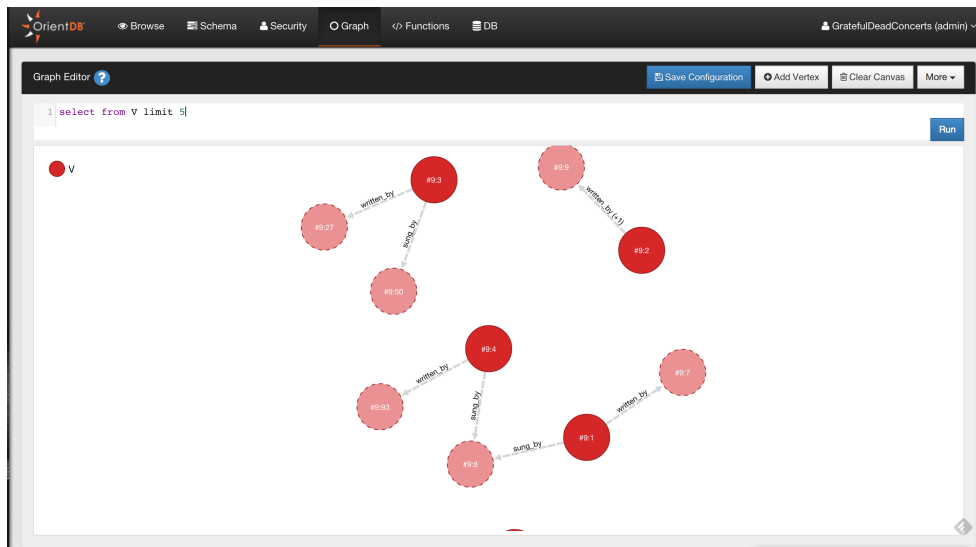 OrientDB
Browse
Schema
Security
Graph
</> Functions
DB
GratefulDeadConcerts (admin)
Graph Editor ?
Save Configuration
Add Vertex
Clear Canvas
More
1 select from V limit 5
Run
V
#9:3
#9:9
written_by
written_by (+1)
#9:27
sung_by
#9:2
#9:50
#9:4
written_by
#9:7
written_by
#9:93
sung_by
#9:1
sung_by
#9:8